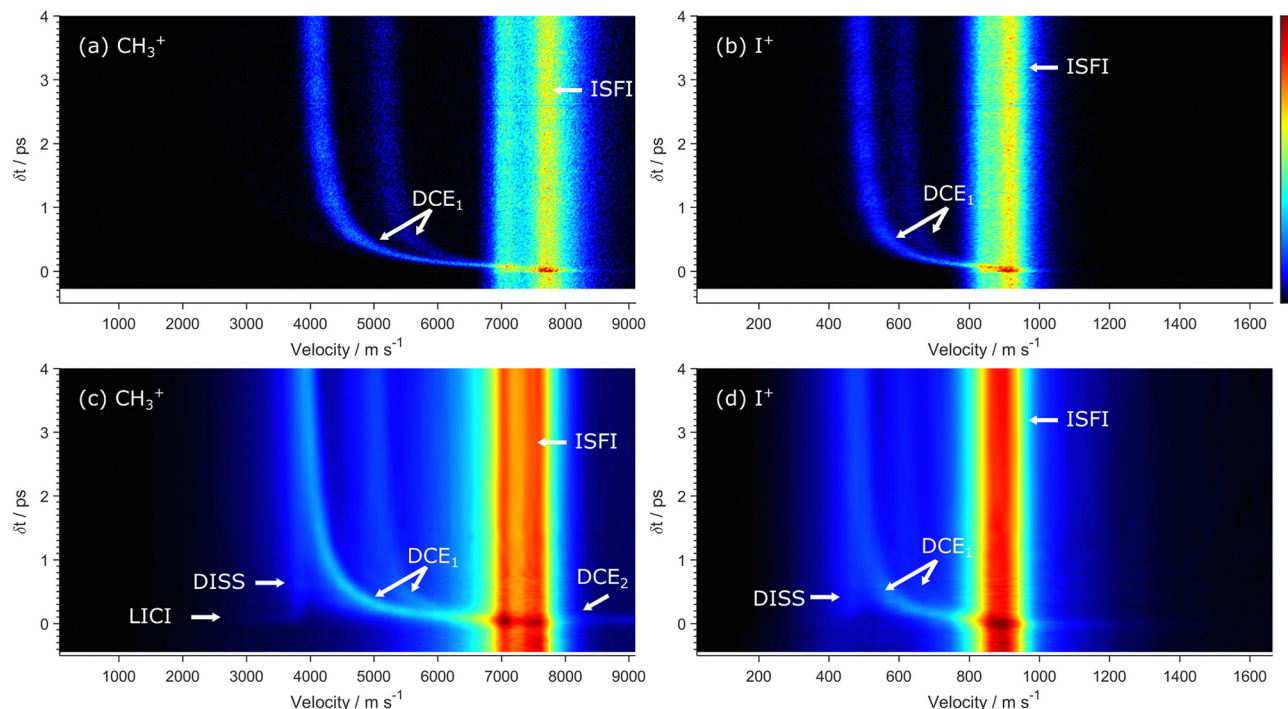 (a) CH₃⁺
ISFI
DCE₁
δt / ps
4
3
2
1
0
1000 2000 3000 4000 5000 6000 7000 8000 9000
Velocity / m s⁻¹
(b) I⁺
ISFI
DCE₁
δt / ps
4
3
2
1
0
200 400 600 800 1000 1200 1400 1600
Velocity / m s⁻¹
(c) CH₃⁺
ISFI
DCE₁
DCE₂
DISS
LICI
δt / ps
4
3
2
1
0
1000 2000 3000 4000 5000 6000 7000 8000 9000
Velocity / m s⁻¹
(d) I⁺
ISFI
DCE₁
DISS
δt / ps
4
3
2
1
0
200 400 600 800 1000 1200 1400 1600
Velocity / m s⁻¹